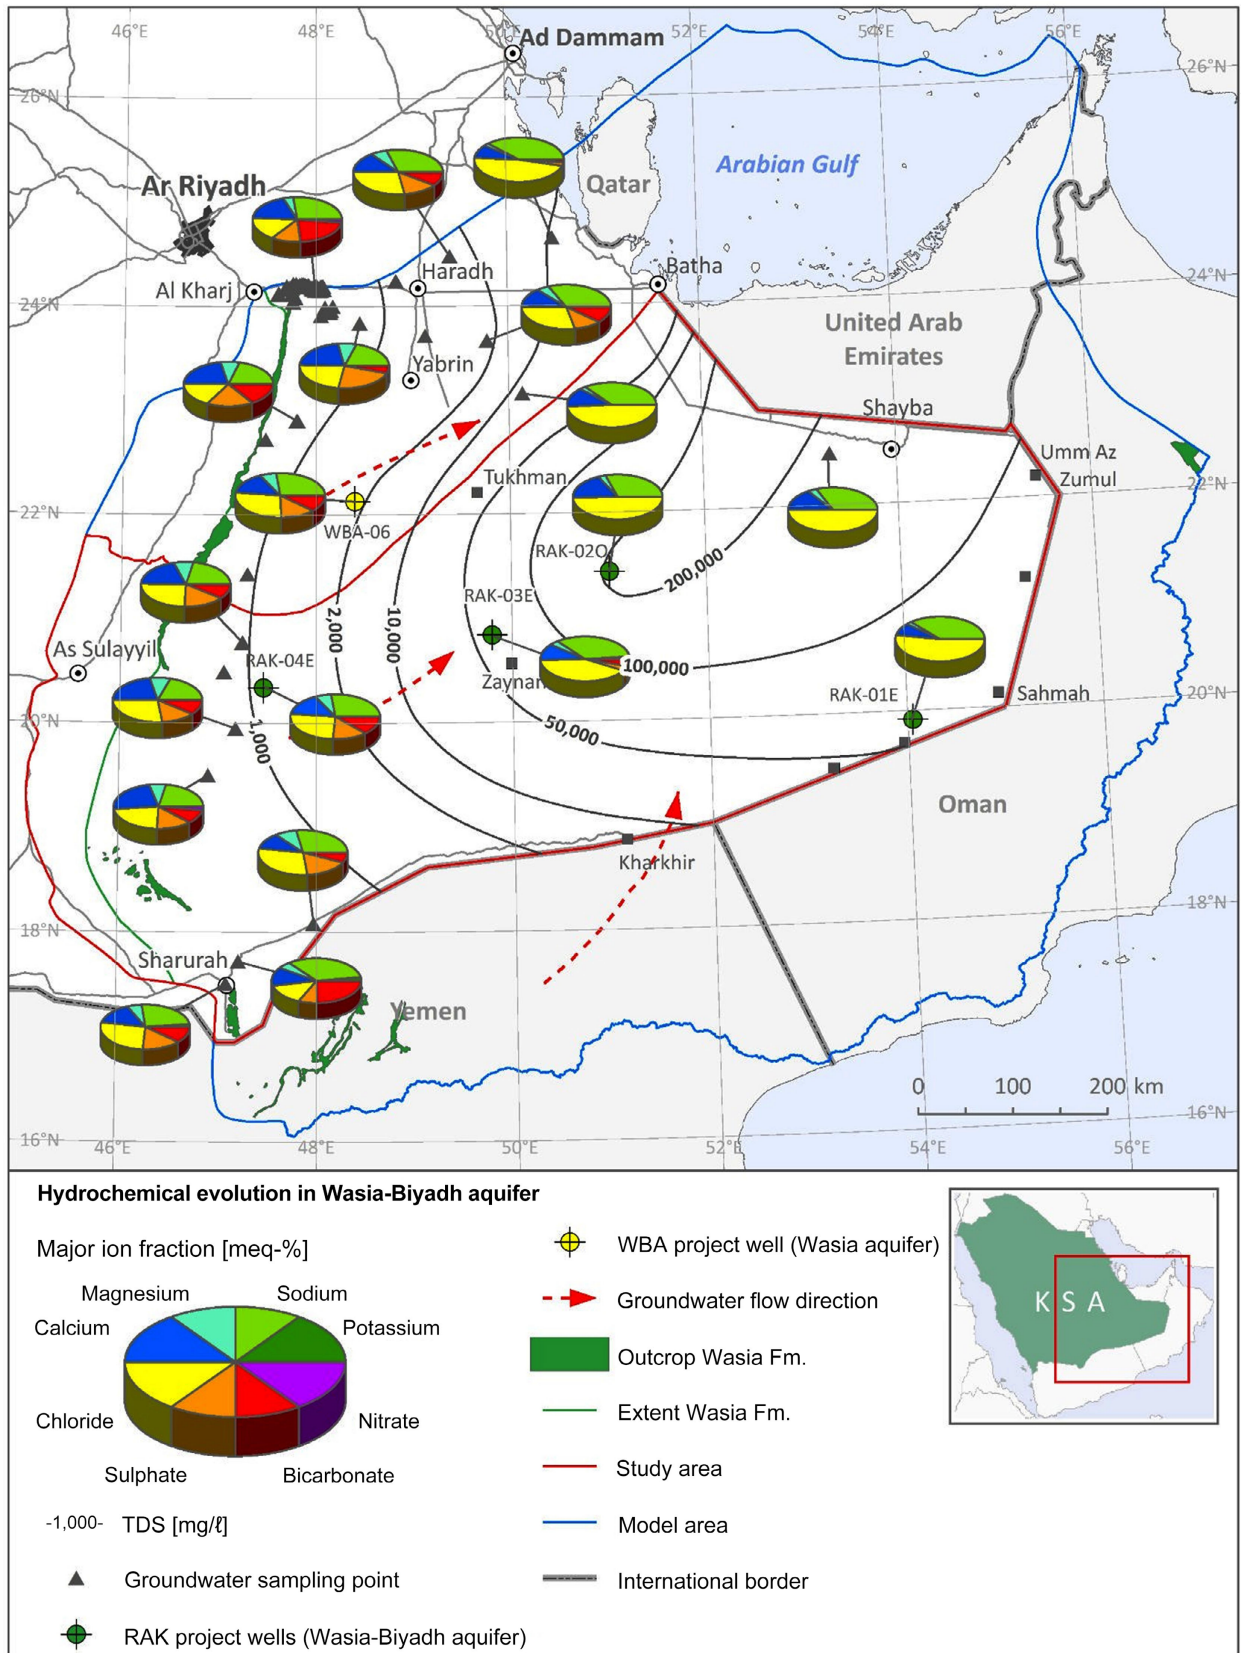 46°E
48°E
50°E
52°E
54°E
56°E
Ad Dammam
26°N
26°N
Arabian Gulf
Qatar
Ar Riyadh
Batha
Haradh
Al Kharj
24°N
24°N
United Arab
Emirates
Yabrin
Shayba
Umm Az
Zumul
Tukhman
22°N
22°N
WBA-06
RAK-02O
200,000
RAK-03E
2,000
10,000
As Sulayyil
RAK-04E
100,000
Zaynan
RAK-01E
Sahmah
20°N
20°N
1,000
50,000
Oman
Kharkhir
18°N
18°N
Sharurah
Yemen
0 100 200 km
16°N
16°N
46°E
48°E
50°E
52°E
54°E
56°E
Hydrochemical evolution in Wasia-Biyadh aquifer
Major ion fraction [meq-%]
Magnesium
Sodium
Calcium
Potassium
Chloride
Nitrate
Sulphate
Bicarbonate
-1,000- TDS [mg/ℓ]
Groundwater sampling point
RAK project wells (Wasia-Biyadh aquifer)
WBA project well (Wasia aquifer)
Groundwater flow direction
Outcrop Wasia Fm.
Extent Wasia Fm.
Study area
Model area
International border
K S A